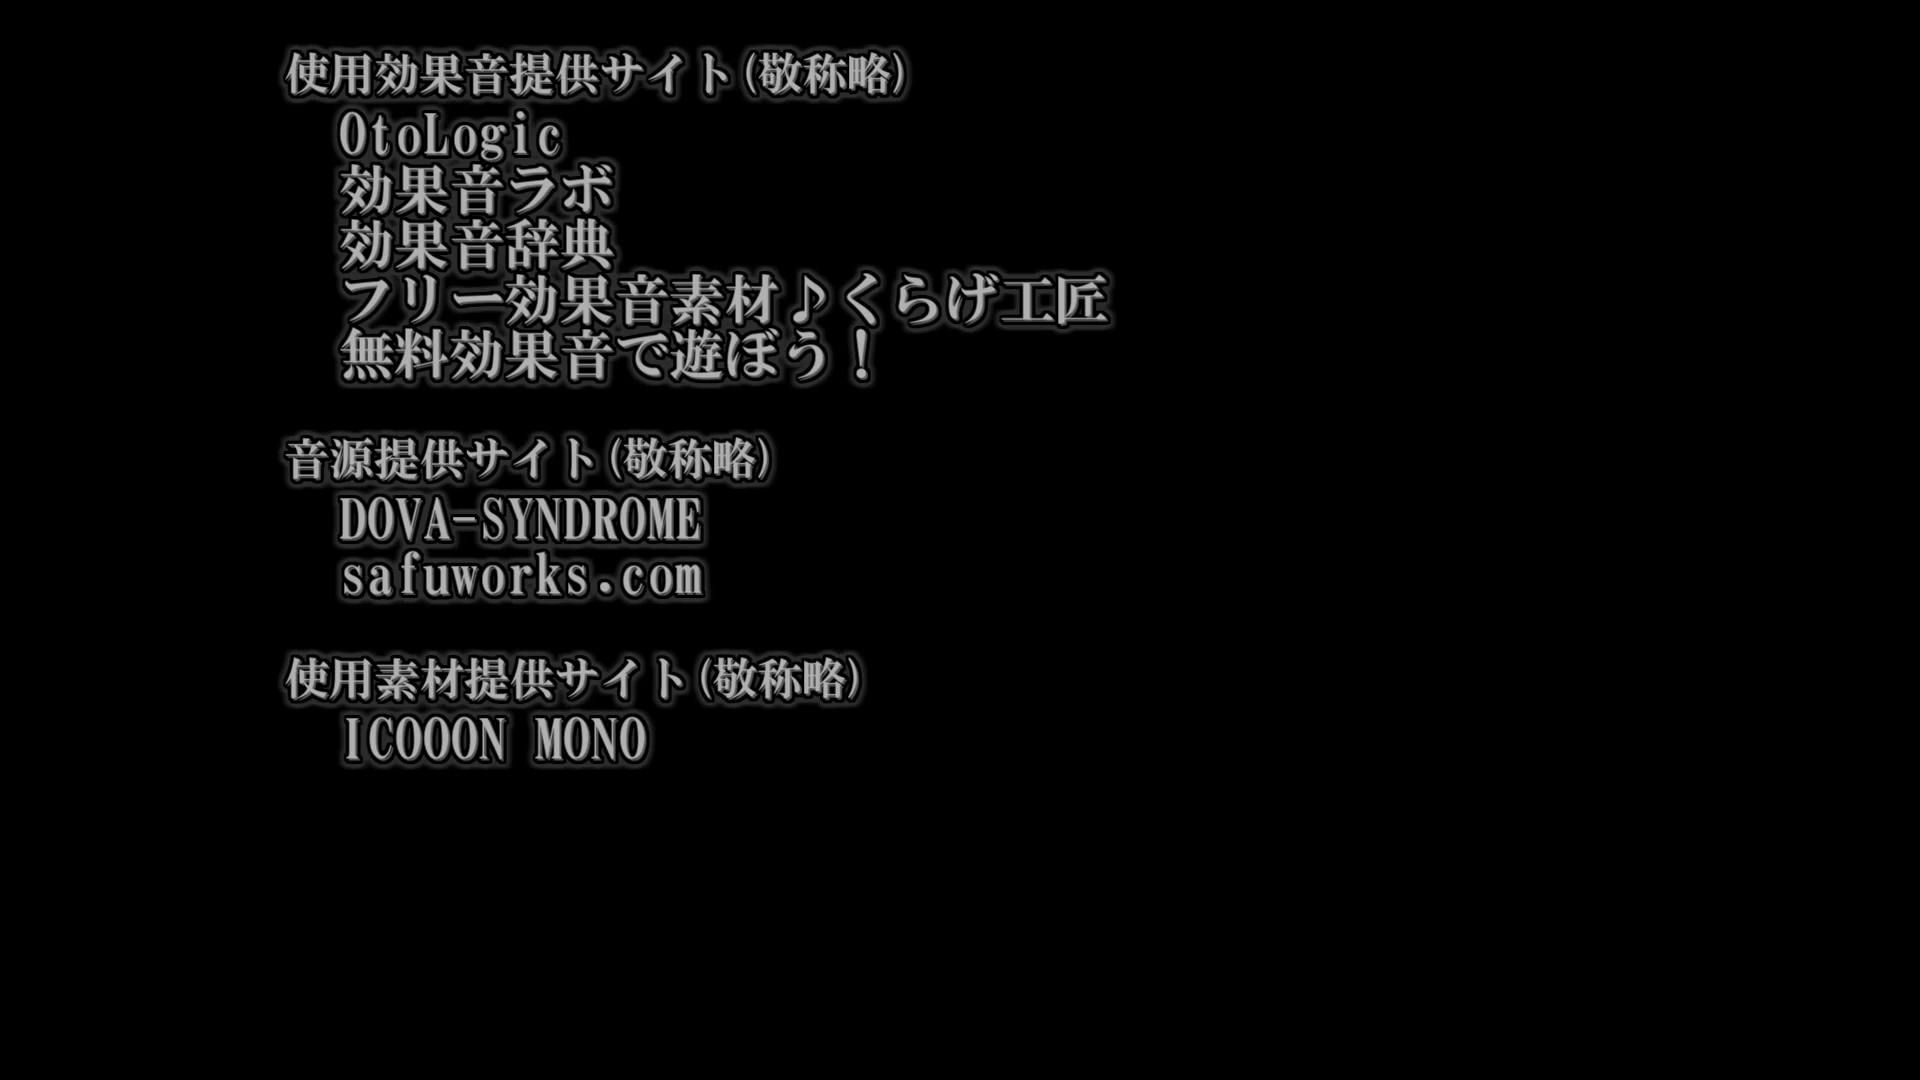 使用効果音提供サイト(敬称略)
OtoLogic
効果音ラボ
効果音辞典
フリー効果音素材♪くらげ工匠
無料効果音で遊ぼう！
音源提供サイト(敬称略)
DOVA-SYNDROME
safuworks.com
使用素材提供サイト(敬称略)
ICOOON MONO